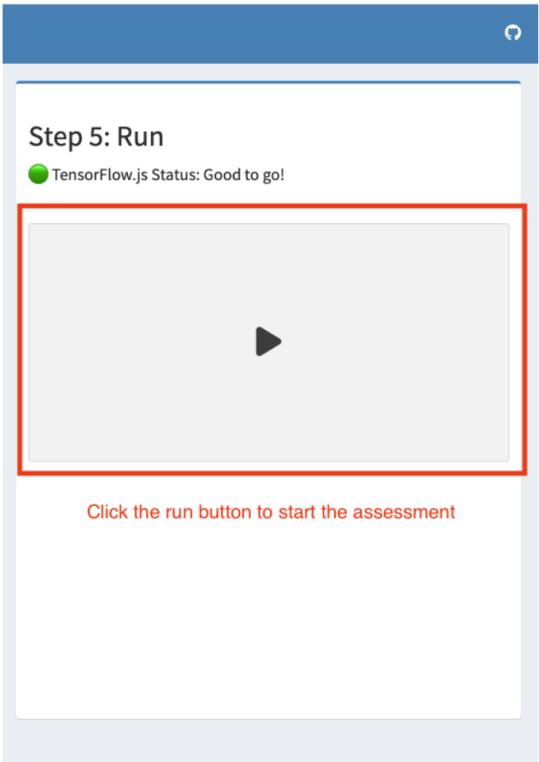 Step 5: Run
TensorFlow.js Status: Good to go!
Click the run button to start the assessment